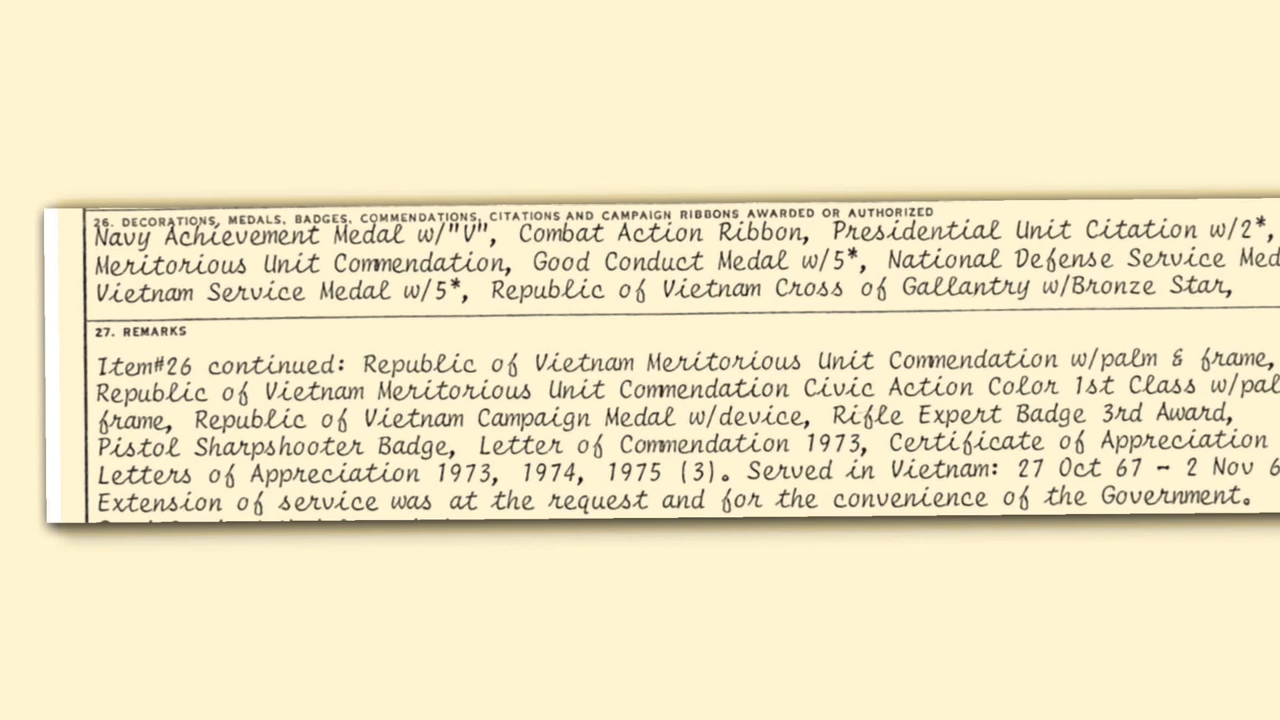 26. DECORATIONS, MEDALS, BADGES, COMMENDATIONS, CITATIONS AND CAMPAIGN RIBBONS AWARDED OR AUTHORIZED
Navy Achievement Medal w/"V", Combat Action Ribbon, Presidential Unit Citation w/2*,
Meritorious Unit Commendation, Good Conduct Medal w/5*, National Defense Service Med
Vietnam Service Medal w/5*, Republic of Vietnam Cross of Gallantry w/Bronze Star,
27. REMARKS
Item#26 continued: Republic of Vietnam Meritorious Unit Commendation w/palm & frame,
Republic of Vietnam Meritorious Unit Commendation Civic Action Color 1st Class w/pal
frame, Republic of Vietnam Campaign Medal w/device, Rifle Expert Badge 3rd Award,
Pistol Sharpshooter Badge, Letter of Commendation 1973, Certificate of Appreciation
Letters of Appreciation 1973, 1974, 1975 (3). Served in Vietnam: 27 Oct 67 - 2 Nov 6
Extension of service was at the request and for the convenience of the Government.